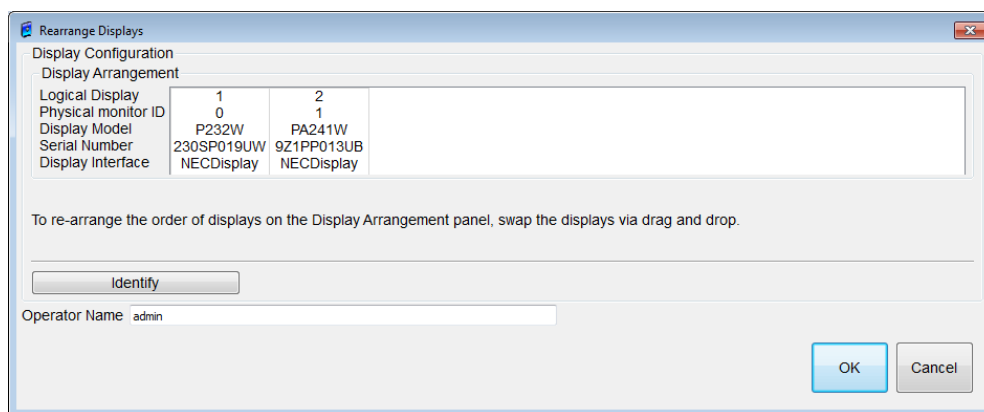 Rearrange Displays
Display Configuration
Display Arrangement
Logical Display 1 2
Physical monitor ID 0 1
Display Model P232W PA241W
Serial Number 230SP019UW 9Z1PP013UB
Display Interface NECDisplay NECDisplay
To re-arrange the order of displays on the Display Arrangement panel, swap the displays via drag and drop.
Identify
Operator Name admin
OK Cancel